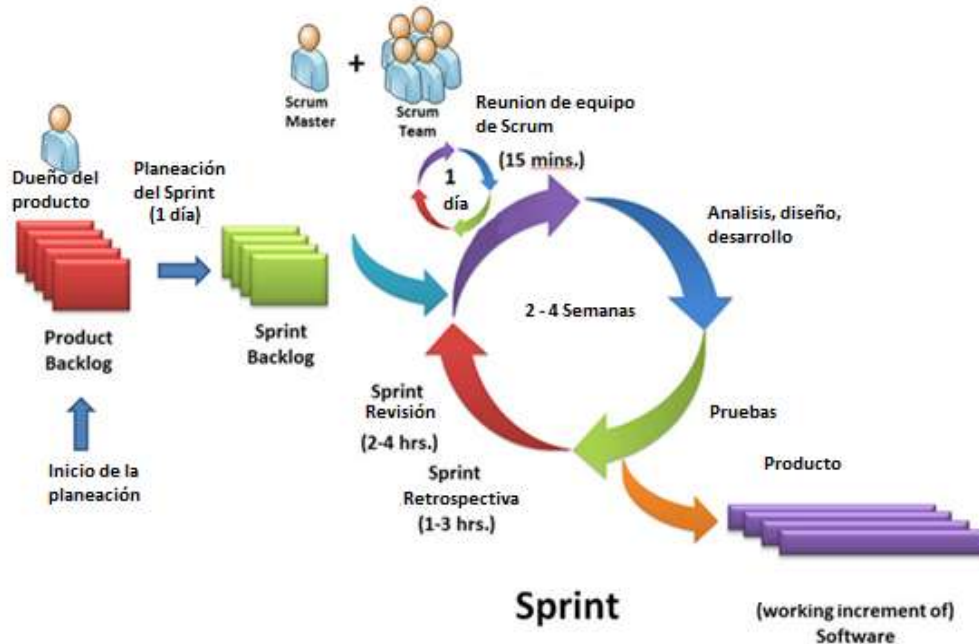 Scrum
Master
+
Scrum
Team
Reunion de equipo
de Scrum
(15 mins.)
1
día
Dueño del
producto
Planeación
del Sprint
(1 día)
Product
Backlog
Sprint
Backlog
Inicio de la
planeación
Analisis, diseño,
desarrollo
2 - 4 Semanas
Pruebas
Sprint
Revisión
(2-4 hrs.)
Sprint
Retrospectiva
(1-3 hrs.)
Producto
Sprint
(working increment of)
Software